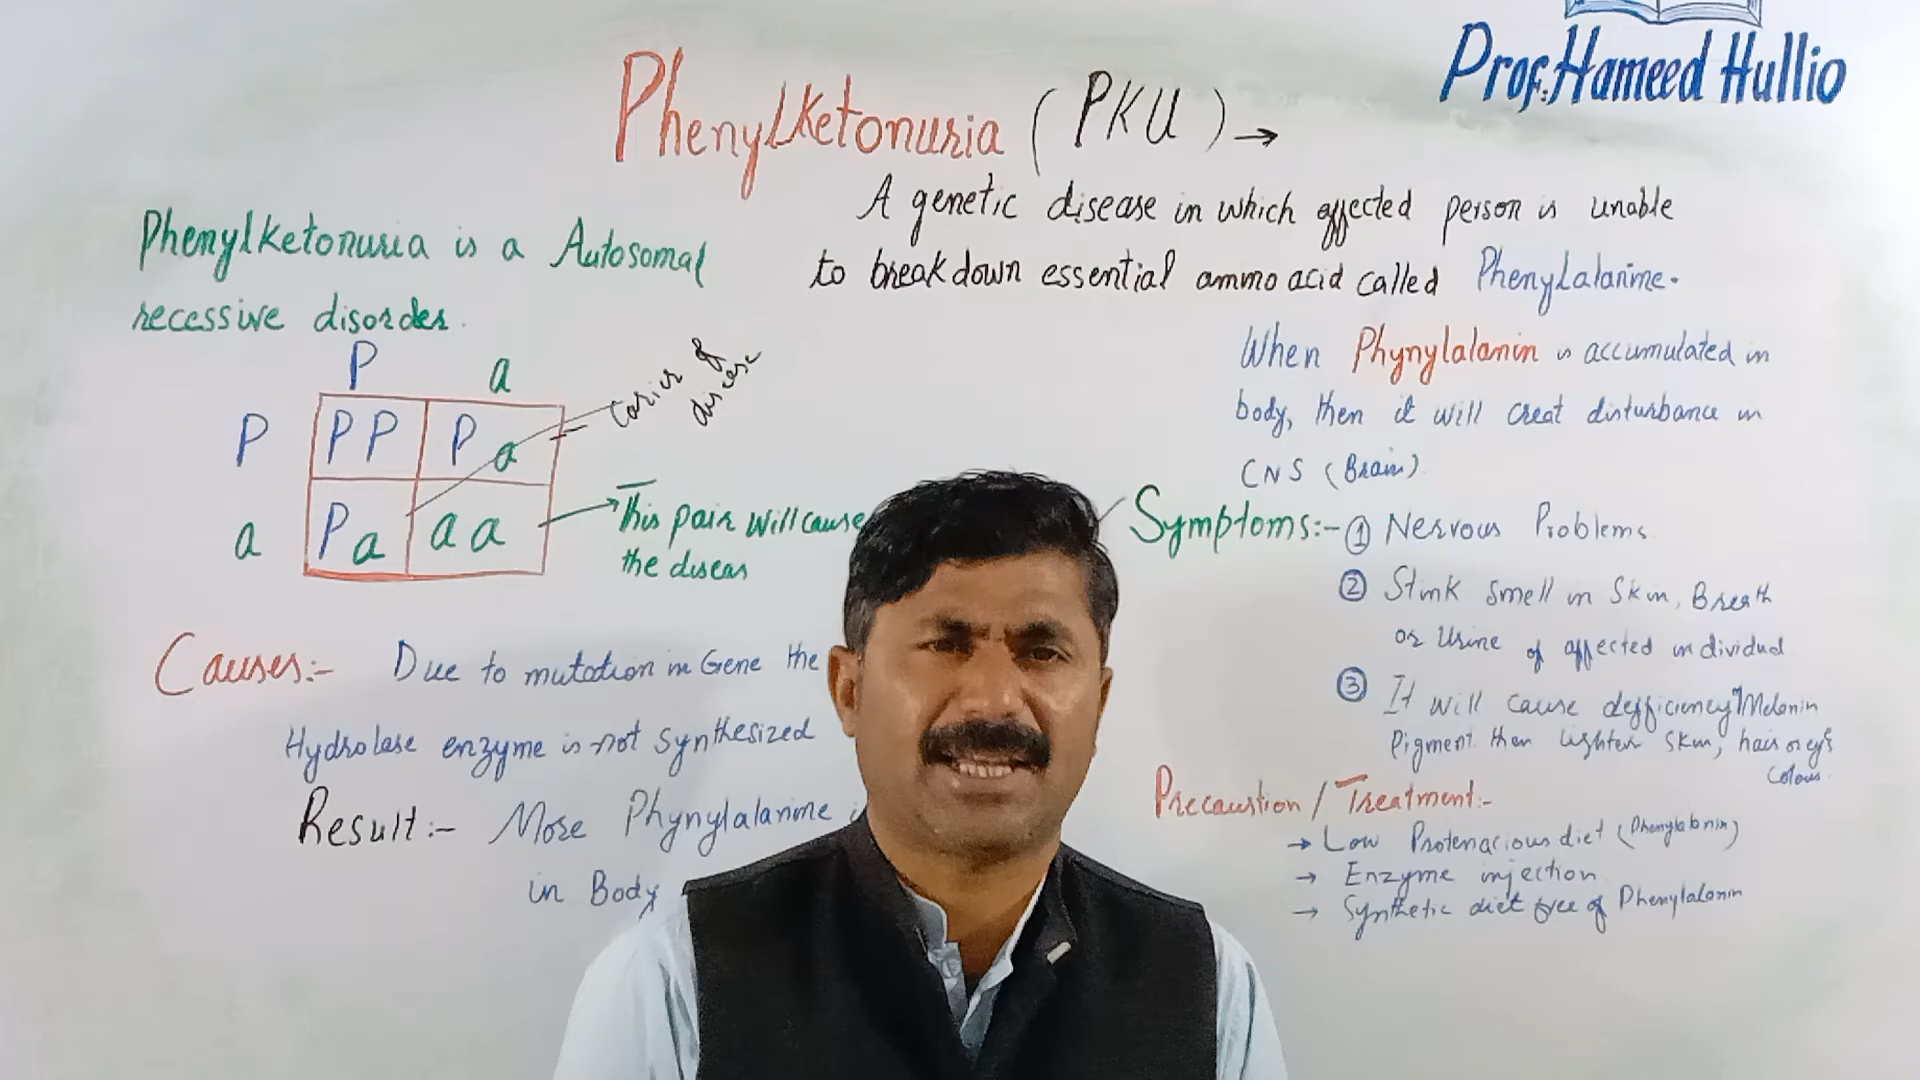 Prof. Hameed Hullio
Phenylketonuria (PKU) →
A genetic disease in which affected person is unable
to breakdown essential ammo acid called Phenylalanine.
Phenylketonuria is a Autosomal
recessive disorder.
P a
P PP Pa
a Pa aa
Carier of
disease
This pair will cause
the diseas
When Phynylalanin is accumulated in
body, then it will creat disturbance in
CNS (Brain)
Symptoms:- ① Nervous Problems
② Stink smell in Skin, Breath
or Urine of affected individual
③ It will cause defficiency of Melanin
Pigment then lighter skin, hair or eye's
Colour.
Causes:- Due to mutation in Gene the
Hydrolase enzyme is not synthesized
Result:- More Phynylalanine
in Body
Precaustion / Treatment:-
→ Low Protenacious diet (Phenylalanin)
→ Enzyme injection
→ Synthetic diet free of Phenylalanin